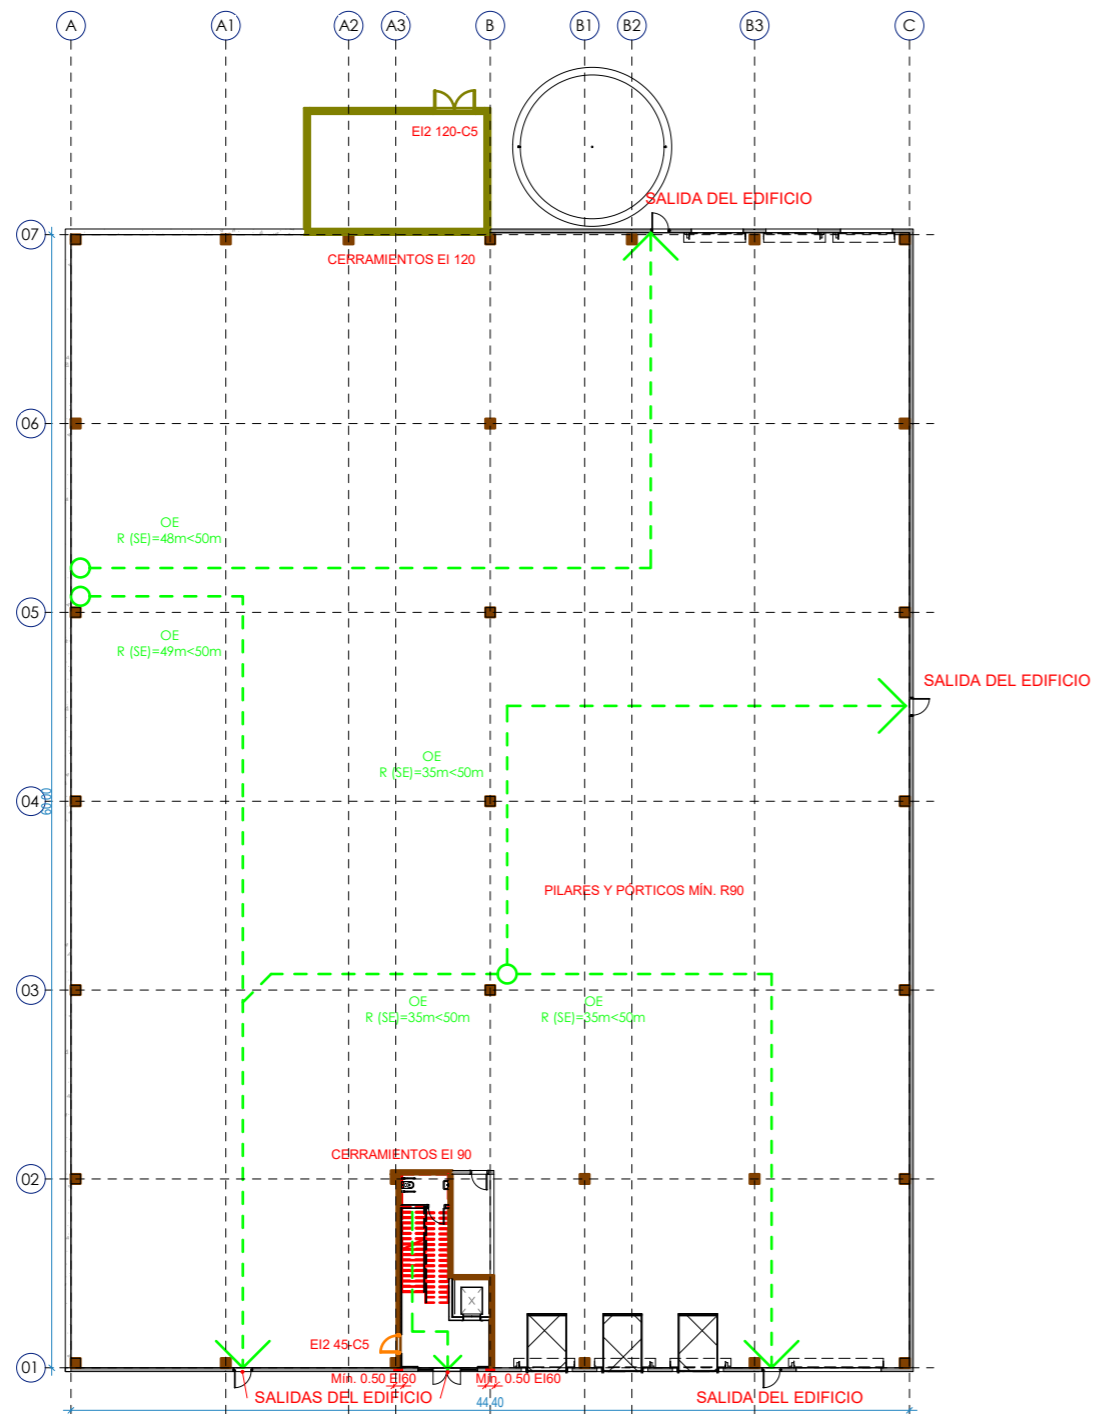 A
A1
A2
A3
B
B1
B2
B3
C
EI2 120-C5
SALIDA DEL EDIFICIO
07
CERRAMIENTOS EI 120
06
OE
R (SE)=48m<50m
05
OE
R (SE)=49m<50m
SALIDA DEL EDIFICIO
OE
R (SE)=35m<50m
04
60.00
PILARES Y PÓRTICOS MÍN. R90
03
OE
R (SE)=35m<50m
OE
R (SE)=35m<50m
CERRAMIENTOS EI 90
02
EI2 45-C5
01
Mín. 0.50 EI60
Mín. 0.50 EI60
SALIDAS DEL EDIFICIO
SALIDA DEL EDIFICIO
44.40